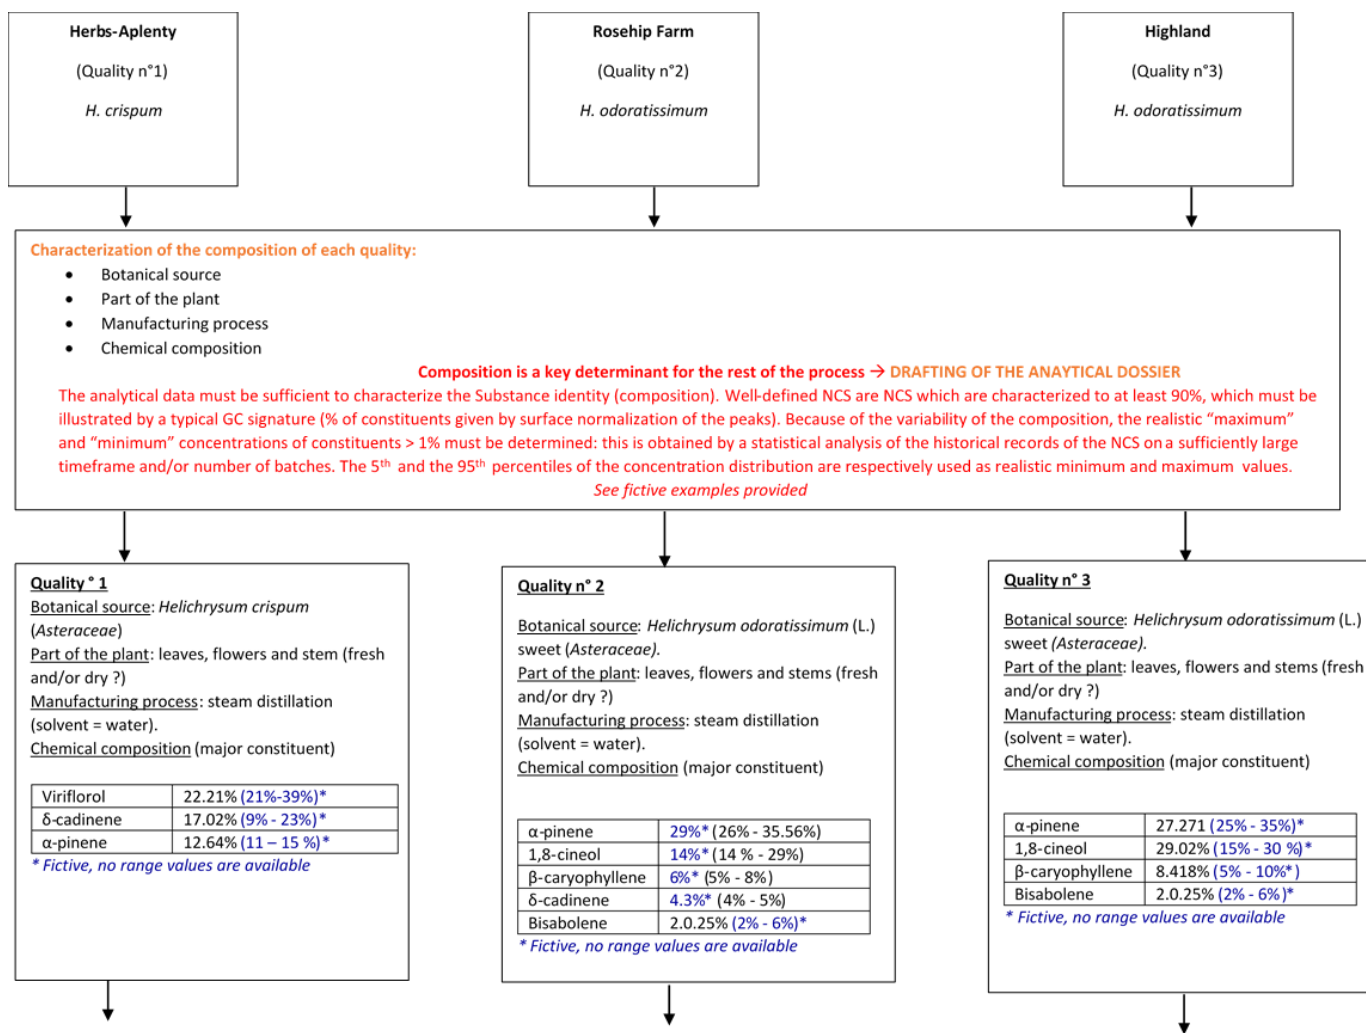 Herbs-Aplenty
(Quality n°1)
H. crispum
Rosehip Farm
(Quality n°2)
H. odoratissimum
Highland
(Quality n°3)
H. odoratissimum
Characterization of the composition of each quality:
• Botanical source
• Part of the plant
• Manufacturing process
• Chemical composition
Composition is a key determinant for the rest of the process → DRAFTING OF THE ANAYTICAL DOSSIER
The analytical data must be sufficient to characterize the Substance identity (composition). Well-defined NCS are NCS which are characterized to at least 90%, which must be
illustrated by a typical GC signature (% of constituents given by surface normalization of the peaks). Because of the variability of the composition, the realistic “maximum”
and “minimum” concentrations of constituents > 1% must be determined: this is obtained by a statistical analysis of the historical records of the NCS on a sufficiently large
timeframe and/or number of batches. The 5th and the 95th percentiles of the concentration distribution are respectively used as realistic minimum and maximum values.
See fictive examples provided
Quality ° 1
Botanical source: Helichrysum crispum
(Asteraceae)
Part of the plant: leaves, flowers and stem (fresh
and/or dry ?)
Manufacturing process: steam distillation
(solvent = water).
Chemical composition (major constituent)
Viriflorol 22.21% (21%-39%)*
δ-cadinene 17.02% (9% - 23%)*
α-pinene 12.64% (11 – 15 %)*
* Fictive, no range values are available
Quality n° 2
Botanical source: Helichrysum odoratissimum (L.)
sweet (Asteraceae).
Part of the plant: leaves, flowers and stems (fresh
and/or dry ?)
Manufacturing process: steam distillation
(solvent = water).
Chemical composition (major constituent)
α-pinene 29%* (26% - 35.56%)
1,8-cineol 14%* (14 % - 29%)
β-caryophyllene 6%* (5% - 8%)
δ-cadinene 4.3%* (4% - 5%)
Bisabolene 2.0.25% (2% - 6%)*
* Fictive, no range values are available
Quality n° 3
Botanical source: Helichrysum odoratissimum (L.)
sweet (Asteraceae).
Part of the plant: leaves, flowers and stems (fresh
and/or dry ?)
Manufacturing process: steam distillation
(solvent = water).
Chemical composition (major constituent)
α-pinene 27.271 (25% - 35%)*
1,8-cineol 29.02% (15% - 30 %)*
β-caryophyllene 8.418% (5% - 10%*)
Bisabolene 2.0.25% (2% - 6%)*
* Fictive, no range values are available